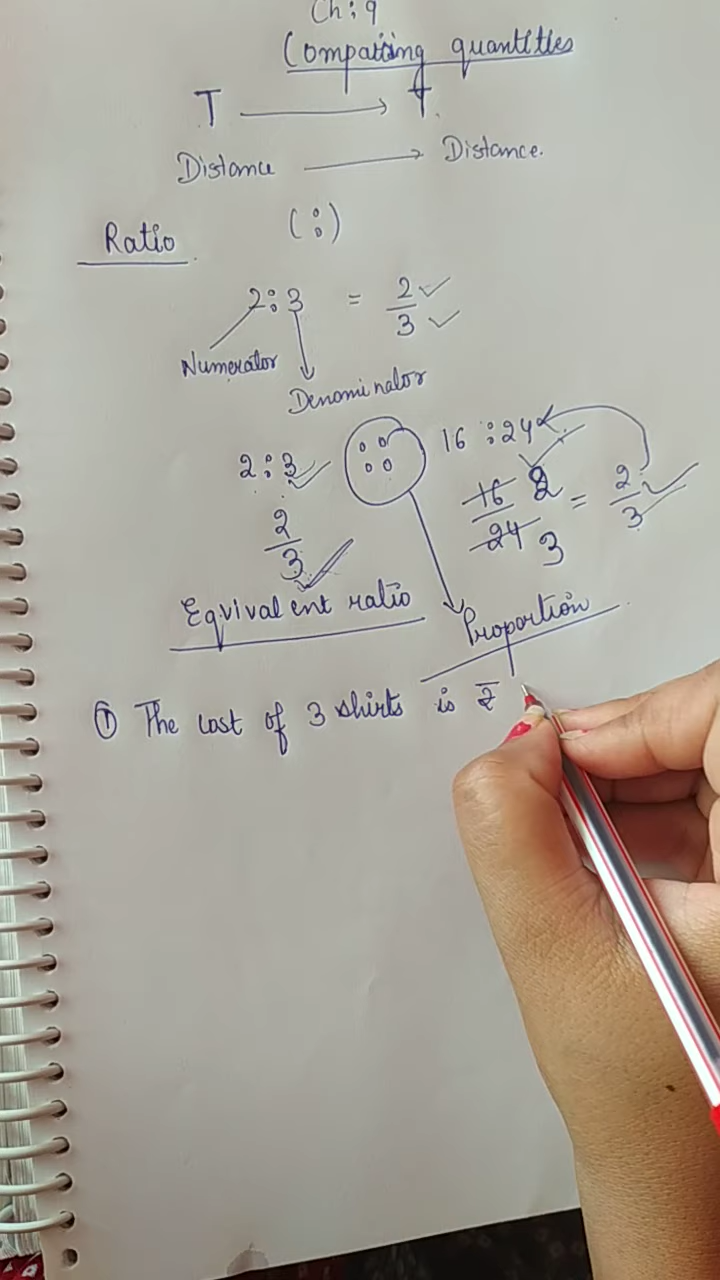 Ch: 9
Comparing quantities
T → T.
Distance → Distance.
Ratio (:)
2:3 = 2/3
Numerator
Denominator
2:3 :: 16:24
2/3 16/24 2/3 = 2/3
Equivalent ratio
Proportion
① The cost of 3 shirts is ₹